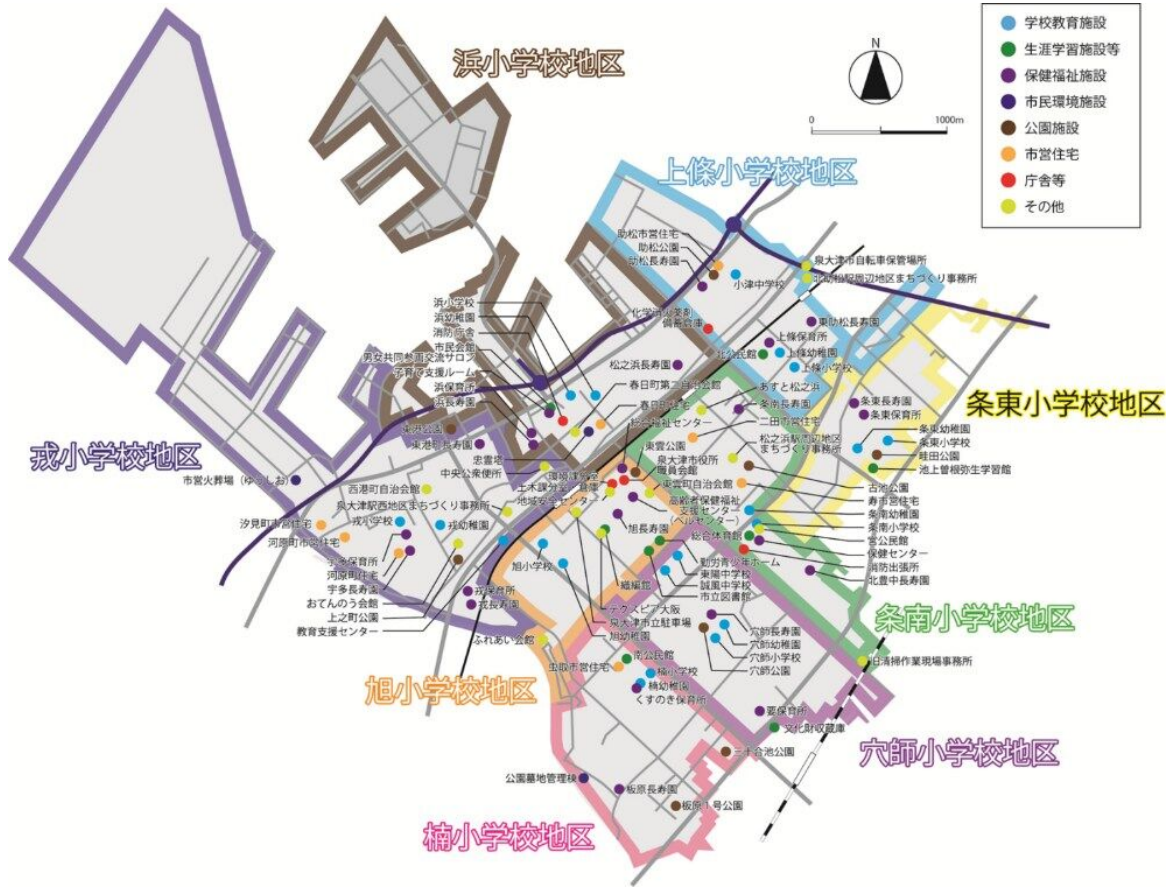 学校教育施設
生涯学習施設等
保健福祉施設
市民環境施設
公園施設
市営住宅
庁舎等
その他
N
0
1000m
浜小学校地区
上條小学校地区
条東小学校地区
戎小学校地区
条南小学校地区
旭小学校地区
穴師小学校地区
楠小学校地区
助松市営住宅
助松公園
助松長寿園
小津中学校
泉大津市自転車保管場所
北助松駅周辺地区まちづくり事務所
備蓄倉庫
東助松長寿園
上條保育所
上條幼稚園
上條小学校
北公民館
浜小学校
浜幼稚園
消防庁舎
市民会館
男女共同参画交流サロン
子育て支援ルーム
浜保育所
浜長寿園
松之浜長寿園
春日町第二自治会館
春日町住宅
総合福祉センター
あすと松之浜
条南長寿園
二田市営住宅
松之浜駅周辺地区
まちづくり事務所
条東長寿園
条東保育所
条東幼稚園
条東小学校
畦田公園
池上曽根弥生学習館
東港公園
東港町長寿園
忠霊塔
中央公衆便所
環境課分室
土木課分室・倉庫
地域安全センター
東雲公園
泉大津市役所
職員会館
東雲町自治会館
高齢者保健福祉
支援センター
（ベルセンター）
古池公園
寿市営住宅
条南幼稚園
条南小学校
宮公民館
保健センター
消防出張所
北豊中長寿園
総合体育館
市営火葬場（ゆうしお）
西港町自治会館
泉大津駅西地区まちづくり事務所
戎小学校
戎幼稚園
汐見町市営住宅
河原町市営住宅
宇多保育所
河原町住宅
宇多長寿園
おてんのう会館
上之町公園
教育支援センター
戎保育所
戎長寿園
旭小学校
旭長寿園
織編館
テクスピア大阪
泉大津市立駐車場
旭幼稚園
勤労青少年ホーム
東陽中学校
誠風中学校
市立図書館
ふれあい会館
虫取市営住宅
南公民館
楠小学校
楠幼稚園
くすのき保育所
穴師長寿園
穴師幼稚園
穴師小学校
穴師公園
旧清掃作業現場事務所
要保育所
文化財収蔵庫
三十合池公園
公園墓地管理棟
板原長寿園
板原1号公園